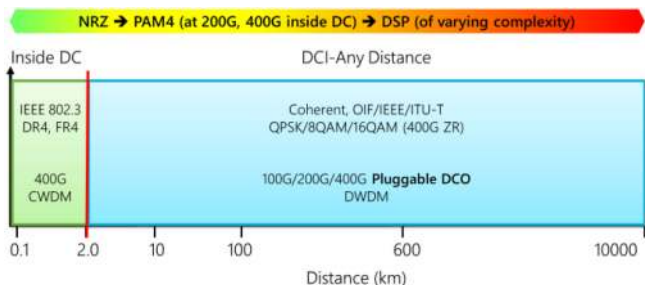 NRZ → PAM4 (at 200G, 400G inside DC) → DSP (of varying complexity)
Inside DC
DCI-Any Distance
IEEE 802.3
DR4, FR4
Coherent, OIF/IEEE/ITU-T
QPSK/8QAM/16QAM (400G ZR)
400G
CWDM
100G/200G/400G Pluggable DCO
DWDM
0.1 2.0 10 100 600 10000
Distance (km)